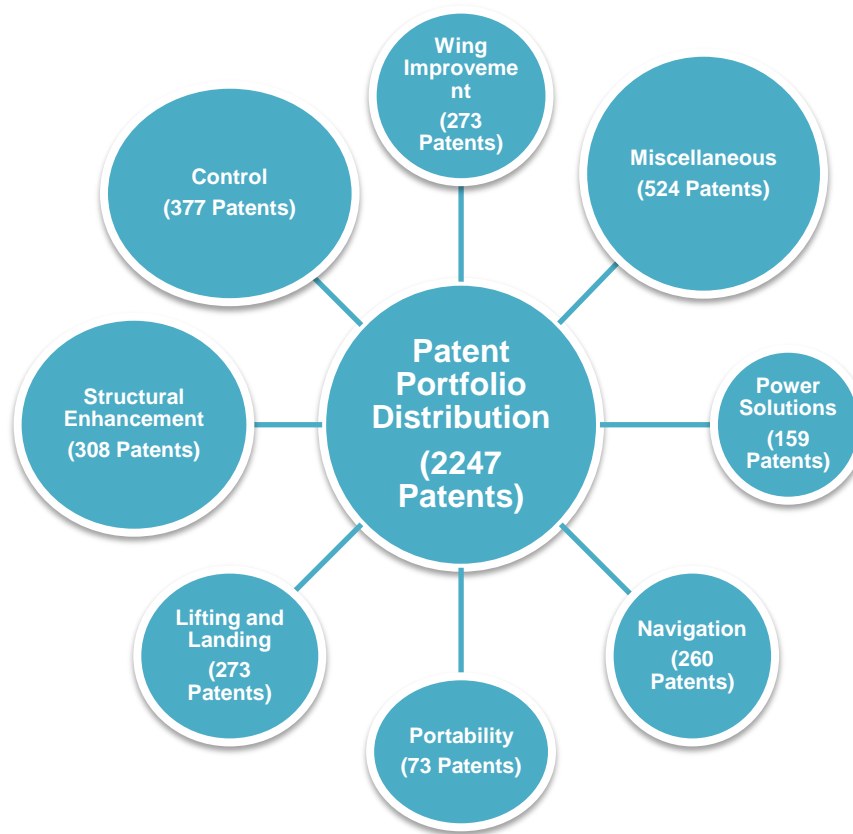 Wing
Improveme
nt
(273
Patents)
Miscellaneous
(524 Patents)
Control
(377 Patents)
Patent
Portfolio
Distribution
(2247
Patents)
Structural
Enhancement
(308 Patents)
Power
Solutions
(159
Patents)
Lifting and
Landing
(273
Patents)
Navigation
(260
Patents)
Portability
(73 Patents)